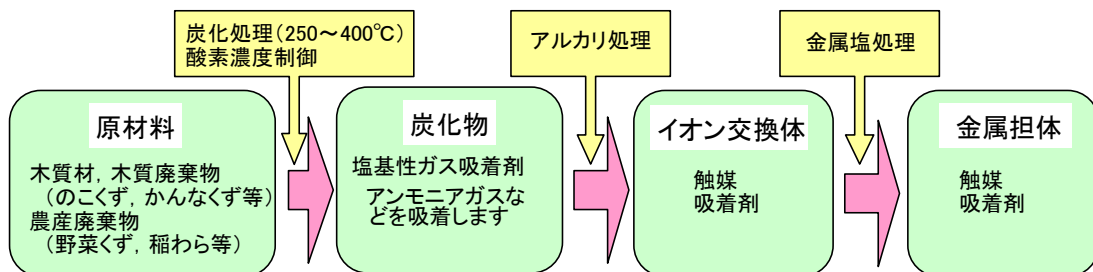 炭化処理(250～400℃)
酸素濃度制御
アルカリ処理
金属塩処理
原材料
木質材, 木質廃棄物
(のこくず, かんなくず等)
農産廃棄物
(野菜くず, 稲わら等)
炭化物
塩基性ガス吸着剤
アンモニアガスな
どを吸着します
イオン交換体
触媒
吸着剤
金属担体
触媒
吸着剤